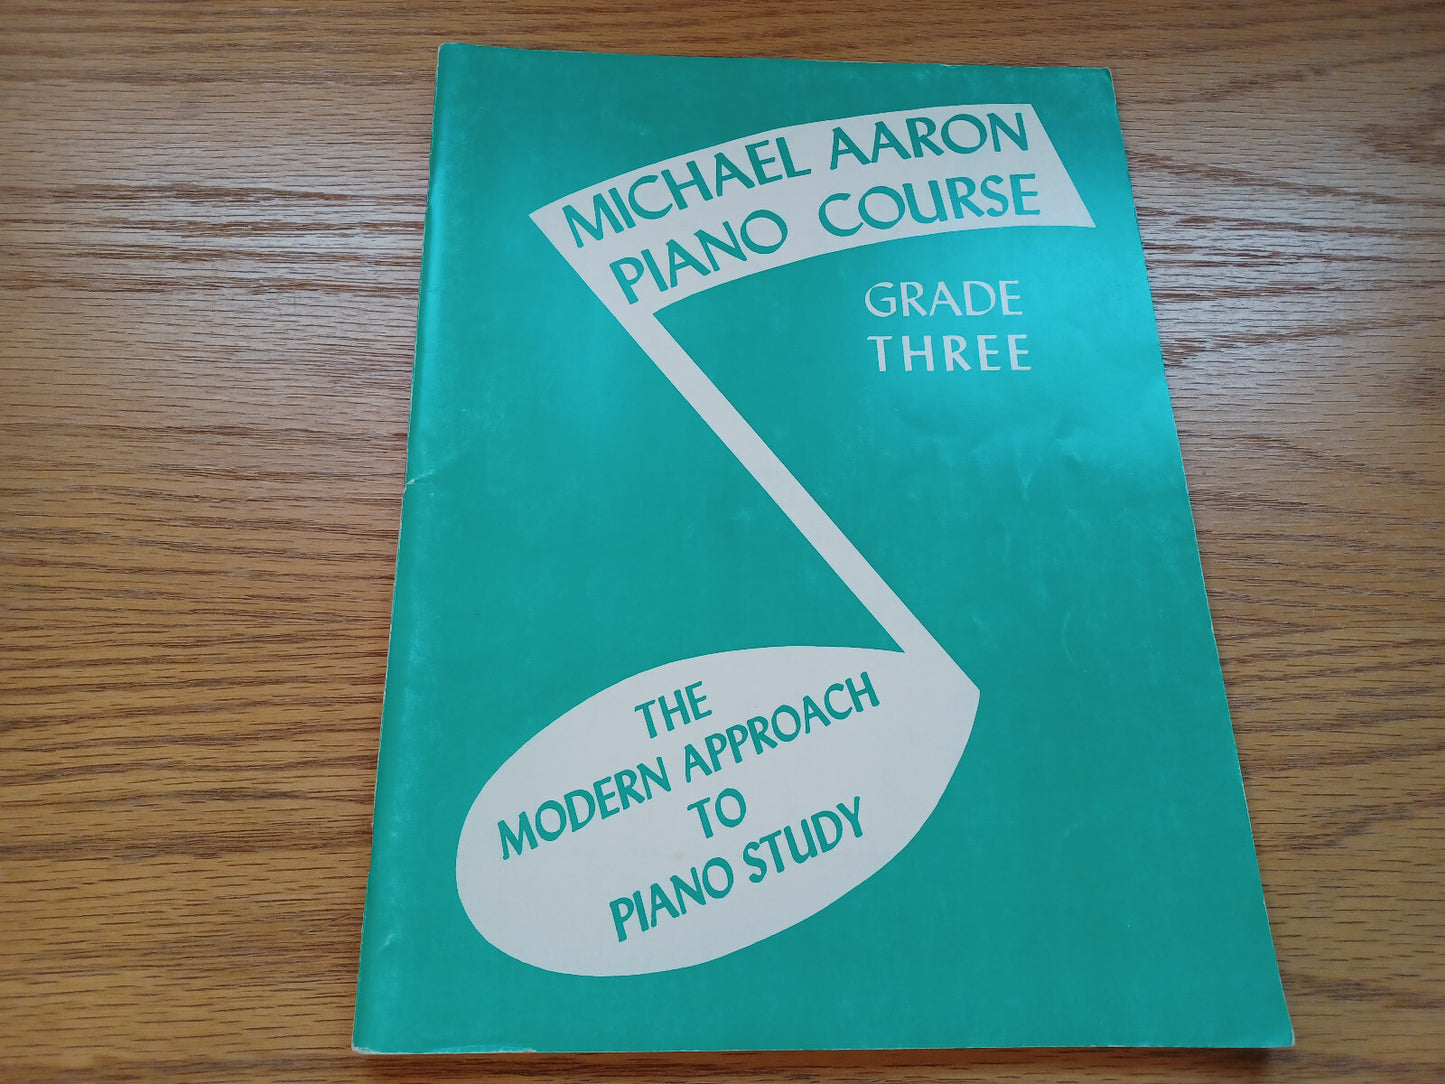 MICHAEL AARON
PIANO COURSE
GRADE
THREE
THE
MODERN APPROACH
TO
PIANO STUDY